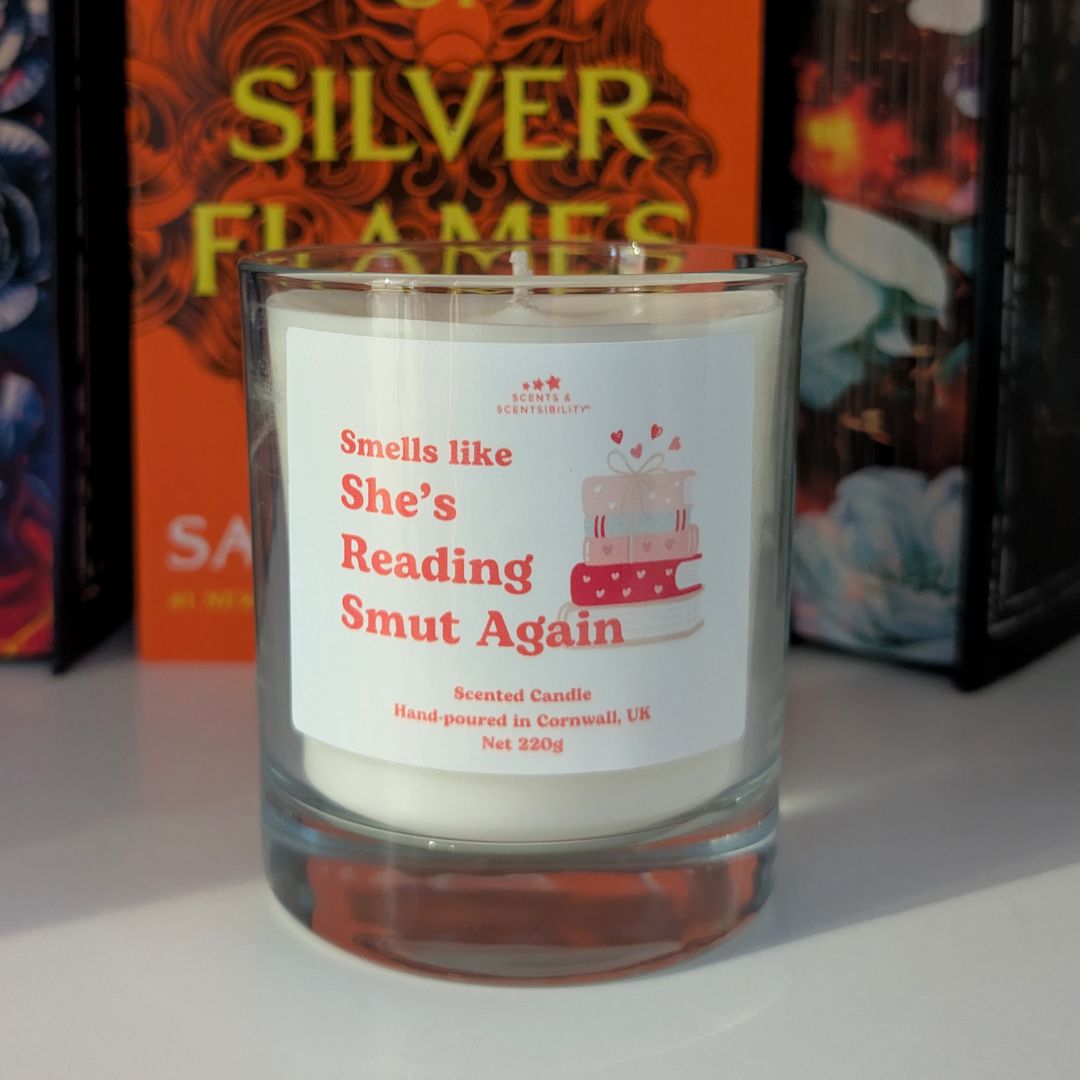 OF
SILVER
FLAMES
SA
SCENTS &
SCENTSIBILITY
Smells like
She's
Reading
Smut Again
Scented Candle
Hand-poured in Cornwall, UK
Net 220g